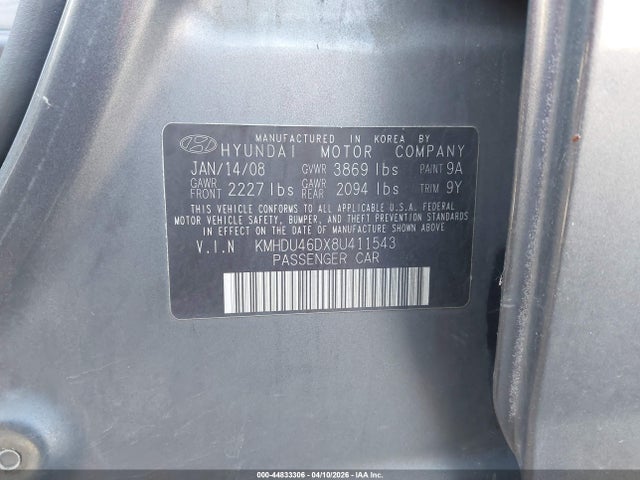 MANUFACTURED IN KOREA BY
HYUNDAI MOTOR COMPANY
JAN/14/08 GVWR 3869 lbs PAINT 9A
GAWR FRONT 2227 lbs GAWR REAR 2094 lbs TRIM 9Y
THIS VEHICLE CONFORMS TO ALL APPLICABLE U.S.A. FEDERAL
MOTOR VEHICLE SAFETY, BUMPER, AND THEFT PREVENTION STANDARDS
IN EFFECT ON THE DATE OF MANUFACTURE SHOWN ABOVE.
V.I.N KMHDU46DX8U411543
PASSENGER CAR
000-44833306 - 04/10/2026 - IAA Inc.